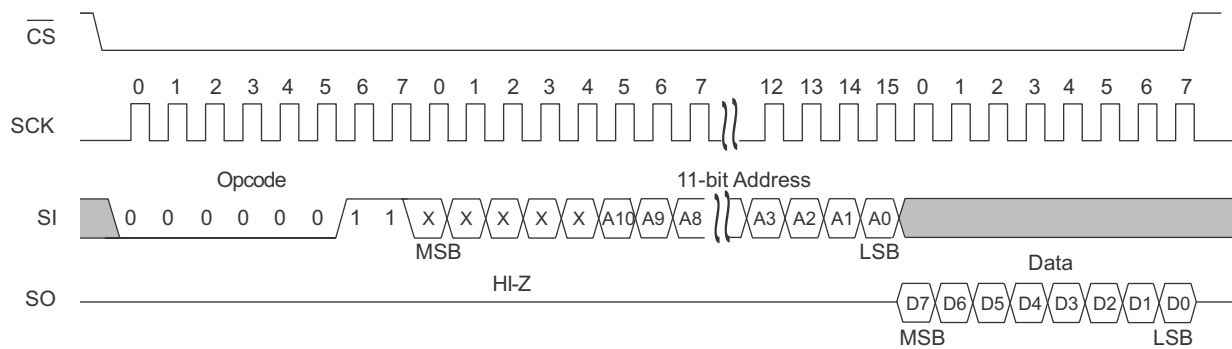 CS
0 1 2 3 4 5 6 7 0 1 2 3 4 5 6 7 12 13 14 15 0 1 2 3 4 5 6 7
SCK
Opcode 11-bit Address
SI 0 0 0 0 0 0 1 1 X X X X X A10 A9 A8 A3 A2 A1 A0
MSB LSB
HI-Z Data
SO D7 D6 D5 D4 D3 D2 D1 D0
MSB LSB